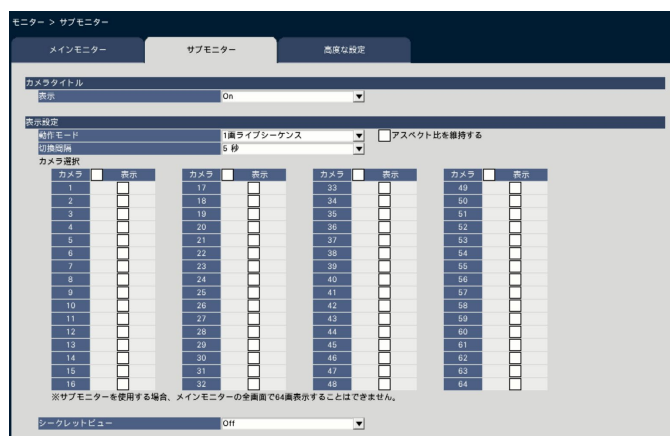 モニター > サブモニター
メインモニター サブモニター 高度な設定
カメラタイトル
表示 On
表示設定
動作モード 1画ライブシーケンス アスペクト比を維持する
切換間隔 5 秒
カメラ選択
カメラ 表示 カメラ 表示 カメラ 表示 カメラ 表示
1 17 33 49
2 18 34 50
3 19 35 51
4 20 36 52
5 21 37 53
6 22 38 54
7 23 39 55
8 24 40 56
9 25 41 57
10 26 42 58
11 27 43 59
12 28 44 60
13 29 45 61
14 30 46 62
15 31 47 63
16 32 48 64
※サブモニターを使用する場合、メインモニターの全画面で64画表示することはできません。
シークレットビュー Off